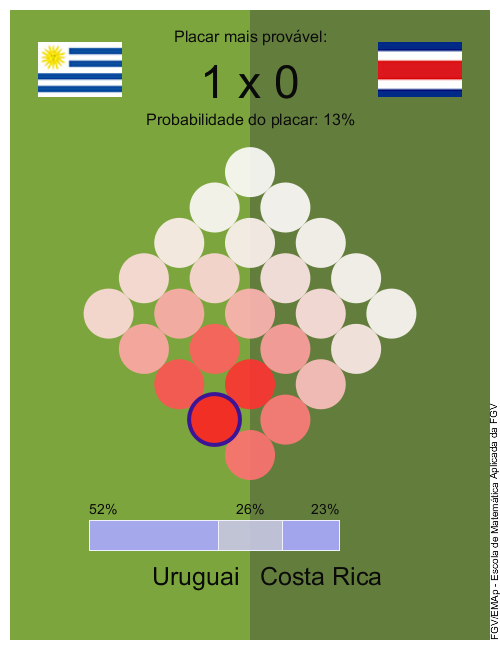 Placar mais provável:
1 x 0
Probabilidade do placar: 13%
52% 26% 23%
Uruguai Costa Rica
FGV/EMAp - Escola de Matemática Aplicada da FGV